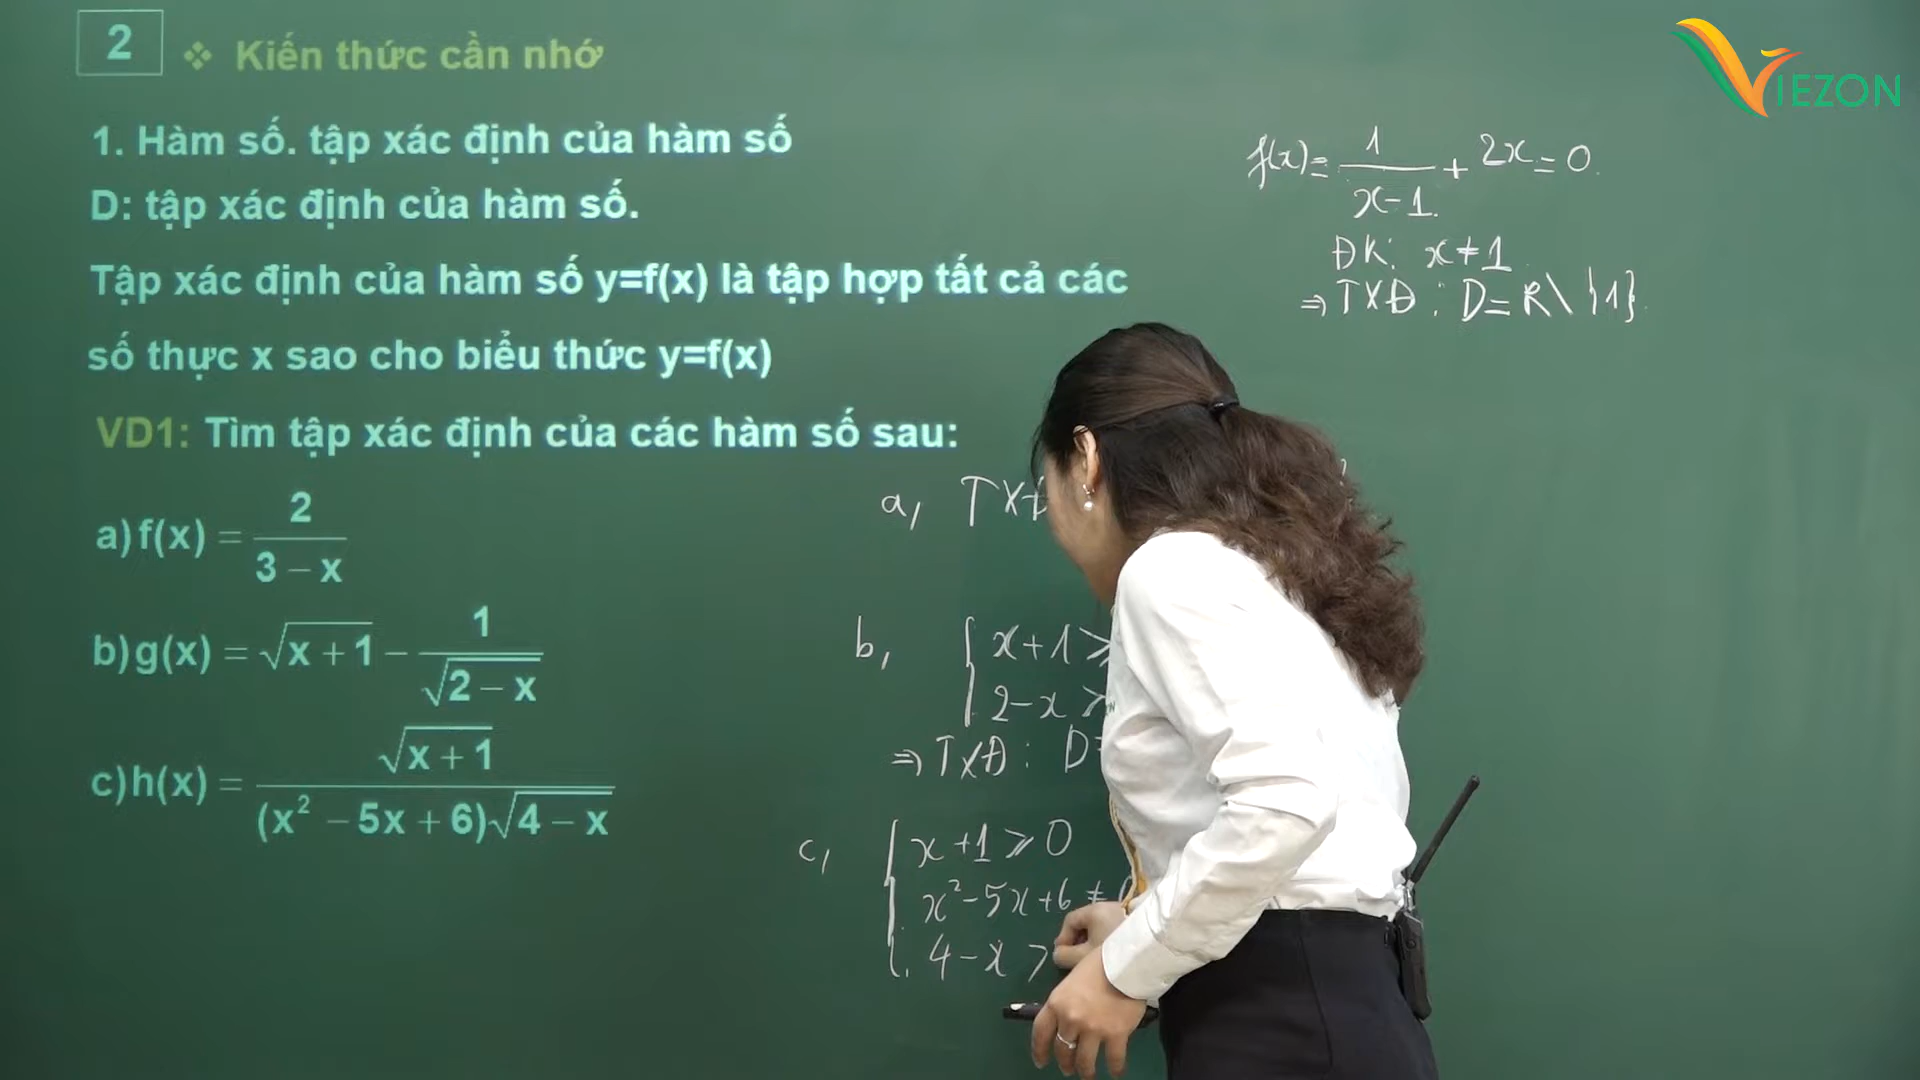 2
❖ Kiến thức cần nhớ
1. Hàm số. tập xác định của hàm số
D: tập xác định của hàm số.
Tập xác định của hàm số y=f(x) là tập hợp tất cả các
số thực x sao cho biểu thức y=f(x)
VD1: Tìm tập xác định của các hàm số sau:
a) f(x) = 2/(3 − x)
b) g(x) = √(x + 1) − 1/√(2 − x)
c) h(x) = √(x + 1)/((x² − 5x + 6)√(4 − x))
VIEZON
f(x) = 1/(x-1) + 2x = 0
ĐK: x ≠ 1
⇒ TXĐ: D = R \ {1}.
a, TXĐ
b, { x+1 ⩾
2-x >
⇒ TXĐ: D=
c, { x+1 ⩾ 0
x²-5x+6 ≠
4-x >